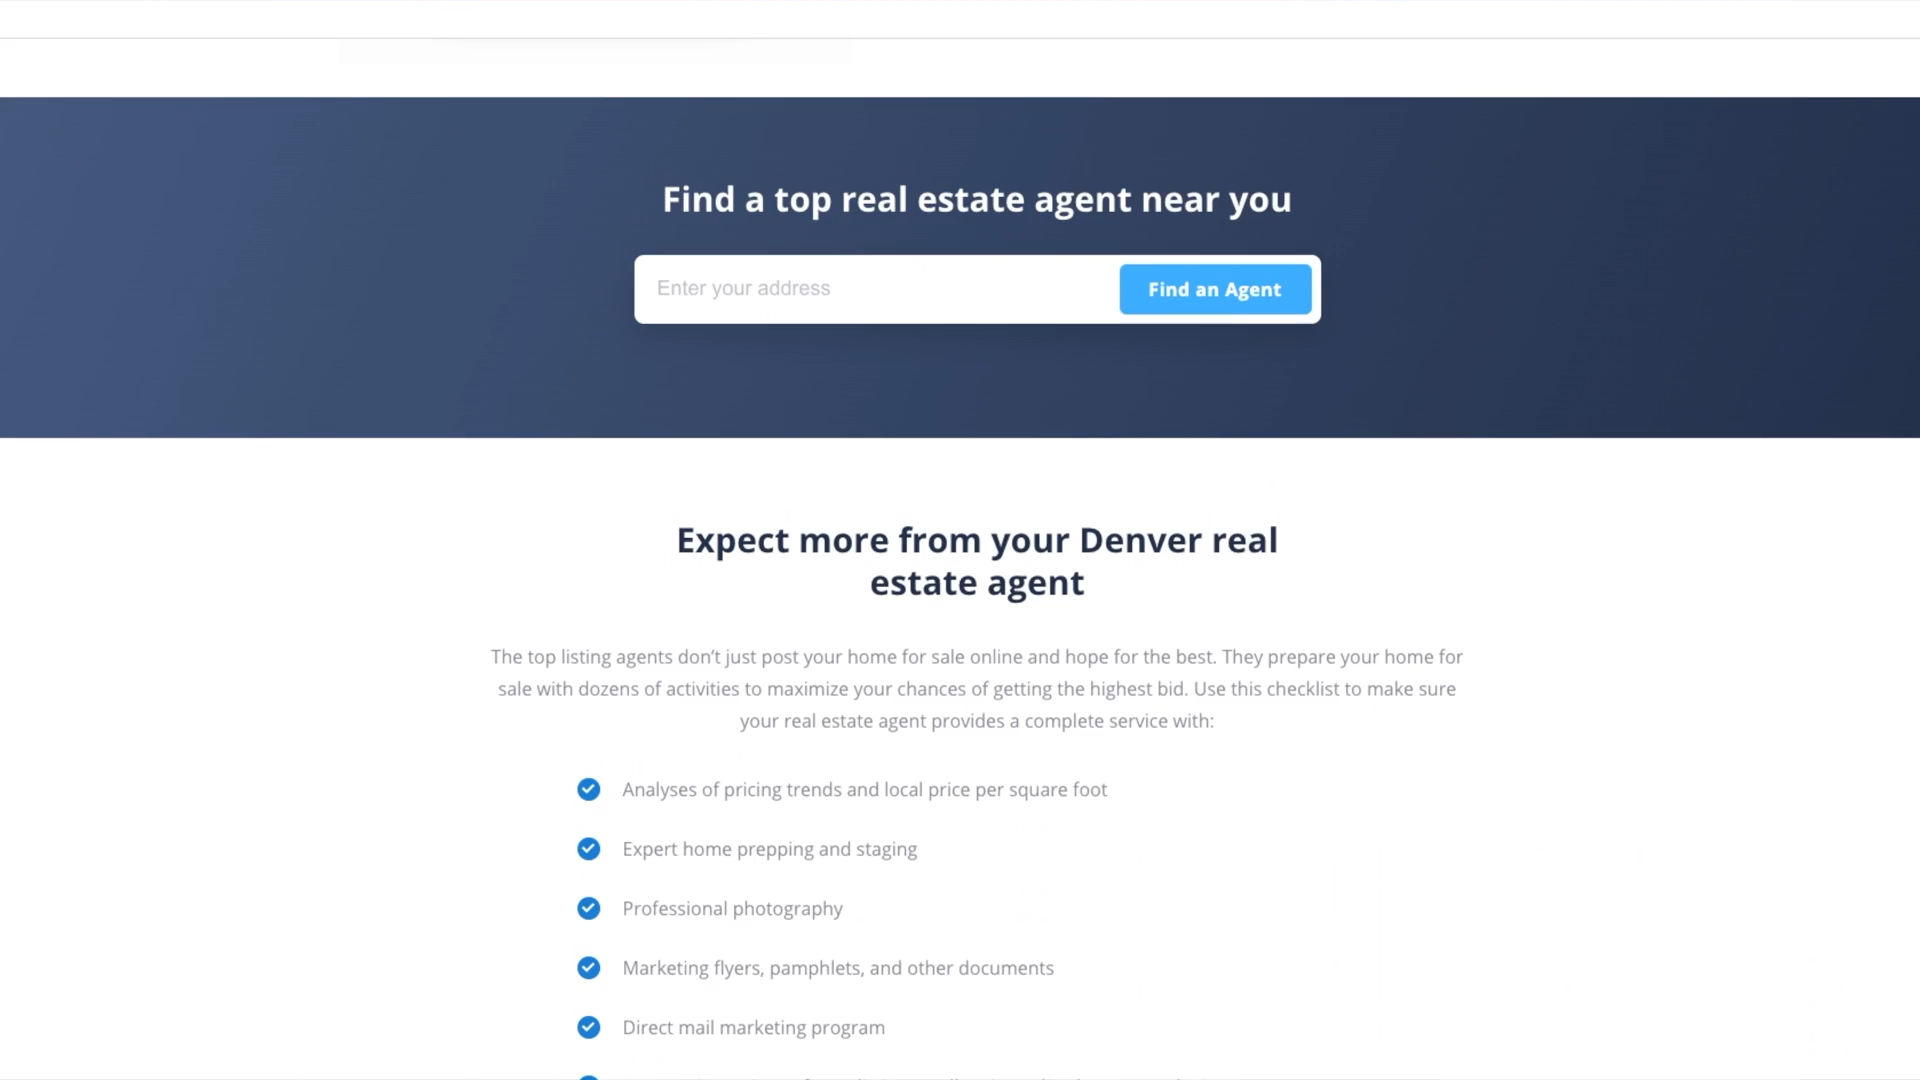 Find a top real estate agent near you
Enter your address
Find an Agent
Expect more from your Denver real
estate agent
The top listing agents don't just post your home for sale online and hope for the best. They prepare your home for
sale with dozens of activities to maximize your chances of getting the highest bid. Use this checklist to make sure
your real estate agent provides a complete service with:
Analyses of pricing trends and local price per square foot
Expert home prepping and staging
Professional photography
Marketing flyers, pamphlets, and other documents
Direct mail marketing program